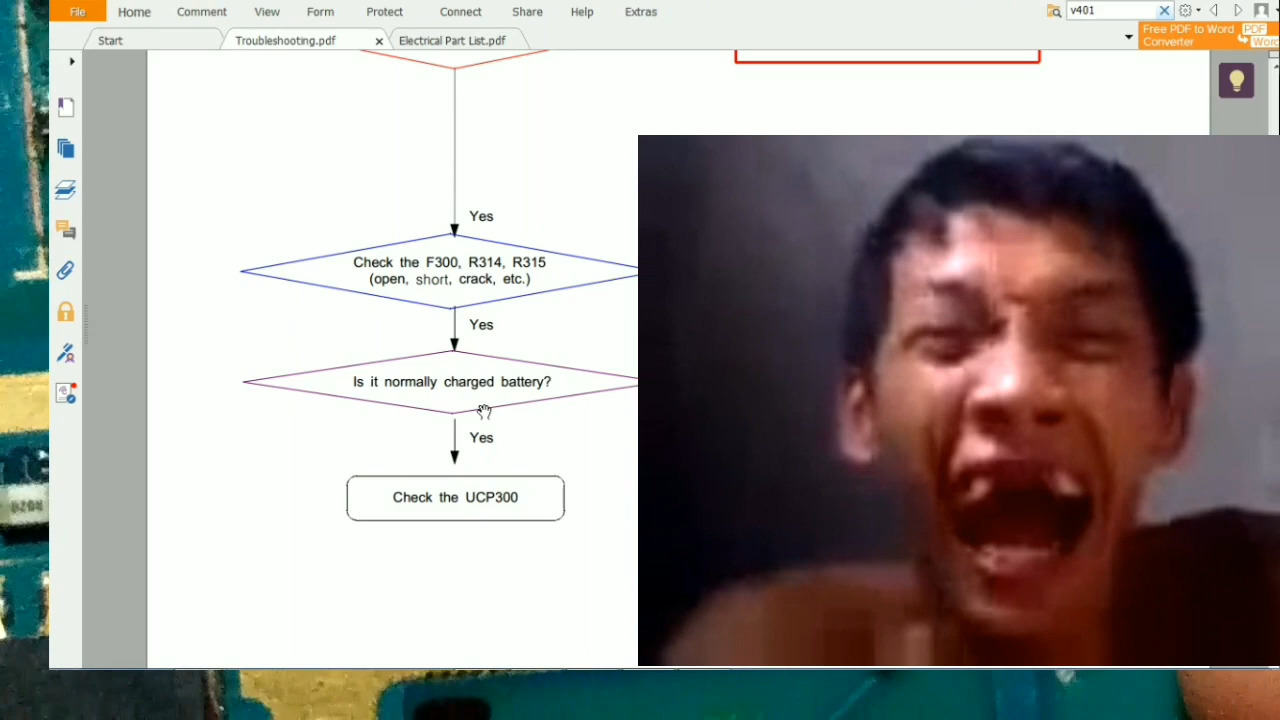 File Home Comment View Form Protect Connect Share Help Extras
v401
Start Troubleshooting.pdf Electrical Part List.pdf
Free PDF to Word
Converter
PDF
Word
Yes
Check the F300, R314, R315
(open, short, crack, etc.)
Yes
Is it normally charged battery?
Yes
Check the UCP300